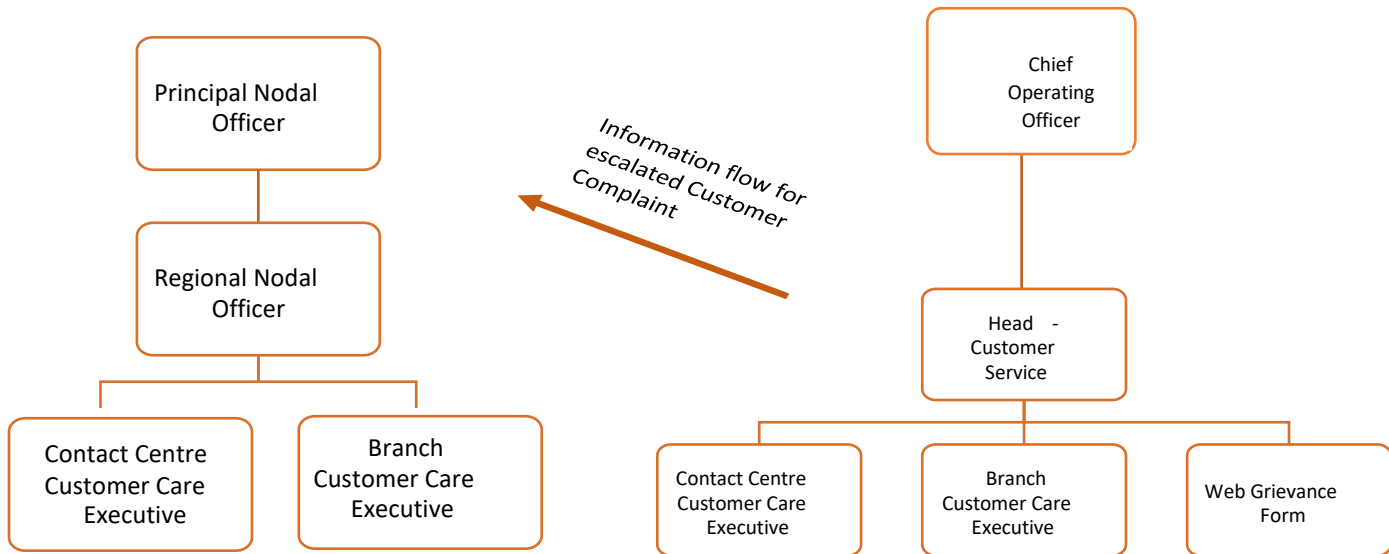 Principal Nodal
Officer
Regional Nodal
Officer
Contact Centre
Customer Care
Executive
Branch
Customer Care
Executive
Information flow for
escalated Customer
Complaint
Chief
Operating
Officer
Head -
Customer
Service
Contact Centre
Customer Care
Executive
Branch
Customer Care
Executive
Web Grievance
Form